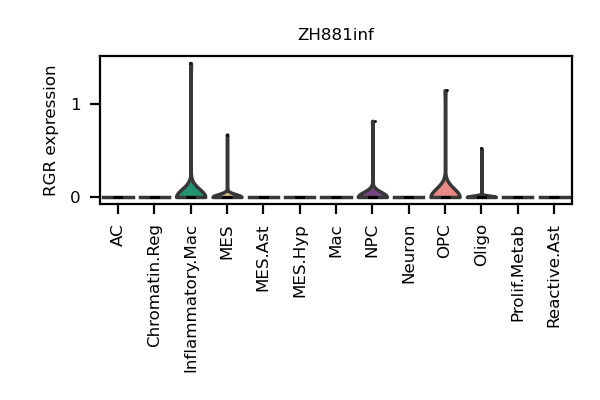 ZH881inf
RGR expression
1
0
AC
Chromatin.Reg
Inflammatory.Mac
MES
MES.Ast
MES.Hyp
Mac
NPC
Neuron
OPC
Oligo
Prolif.Metab
Reactive.Ast